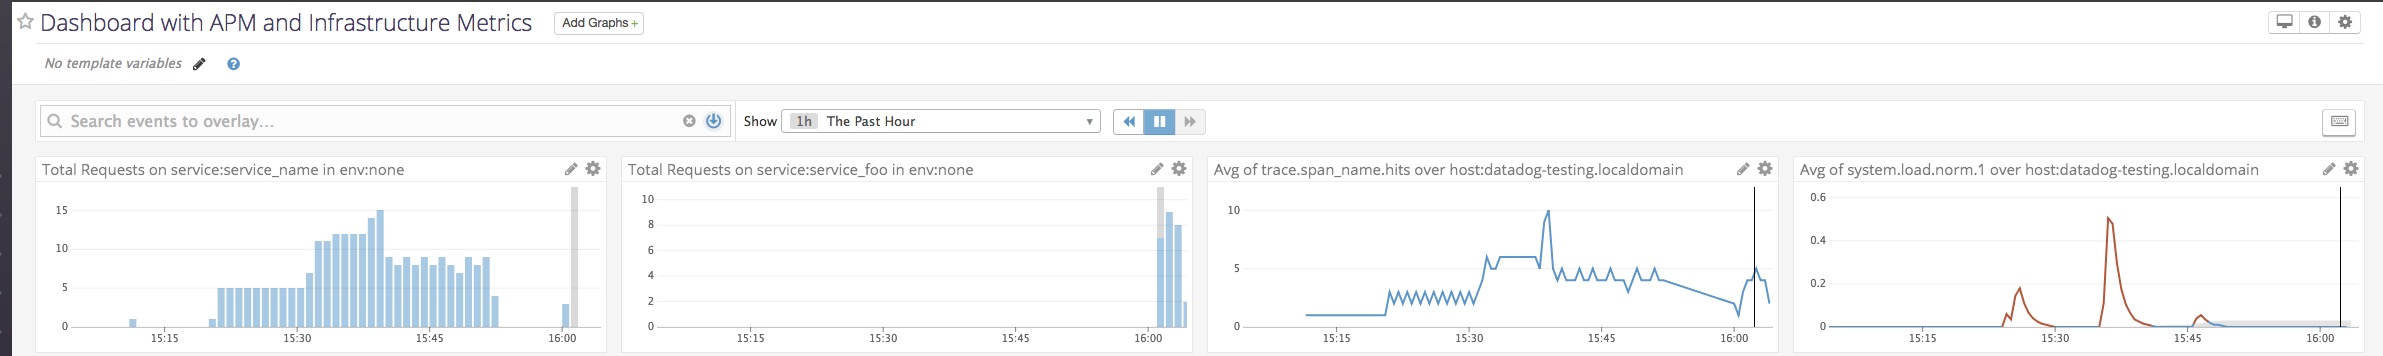 Dashboard with APM and Infrastructure Metrics Add Graphs +
No template variables ?
Search events to overlay... Show 1h The Past Hour
Total Requests on service:service_name in env:none
15
10
5
0
15:15 15:30 15:45 16:00
Total Requests on service:service_foo in env:none
10
8
6
4
2
0
15:15 15:30 15:45 16:00
Avg of trace.span_name.hits over host:datadog-testing.localdomain
10
5
0
15:15 15:30 15:45 16:00
Avg of system.load.norm.1 over host:datadog-testing.localdomain
0.6
0.4
0.2
0
15:15 15:30 15:45 16:00